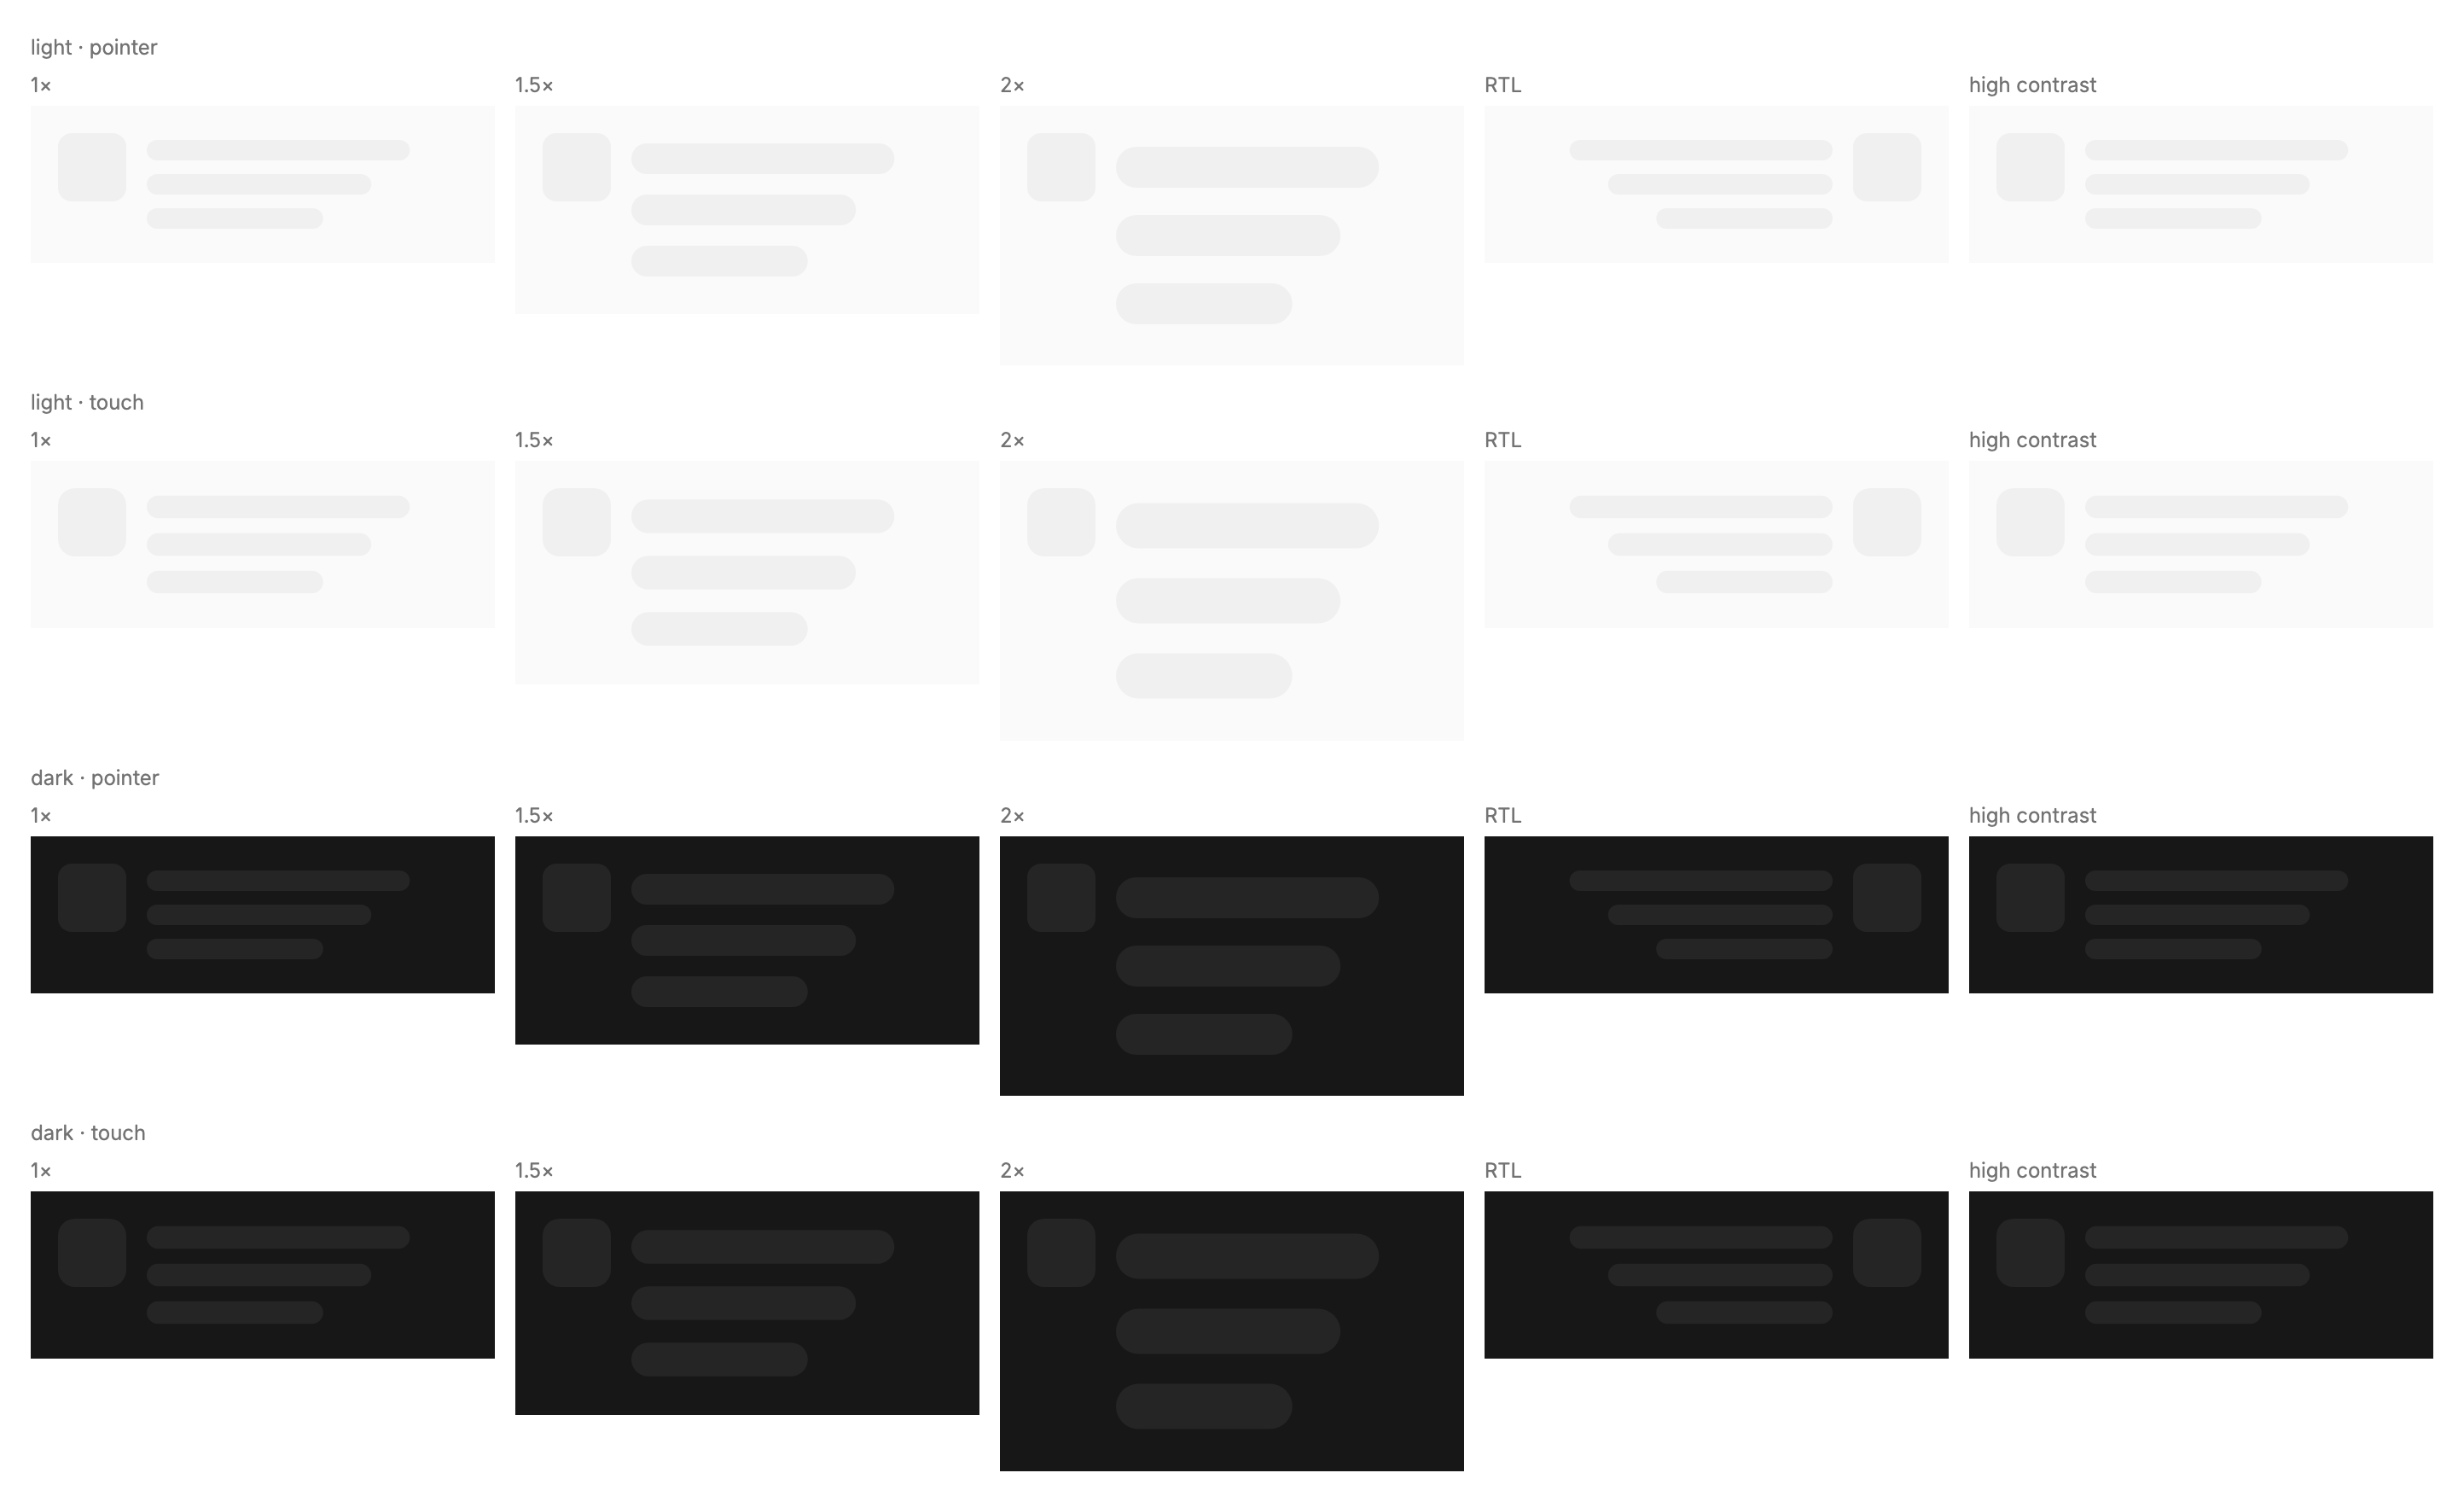 light · pointer
1×
1.5×
2×
RTL
high contrast
light · touch
1×
1.5×
2×
RTL
high contrast
dark · pointer
1×
1.5×
2×
RTL
high contrast
dark · touch
1×
1.5×
2×
RTL
high contrast